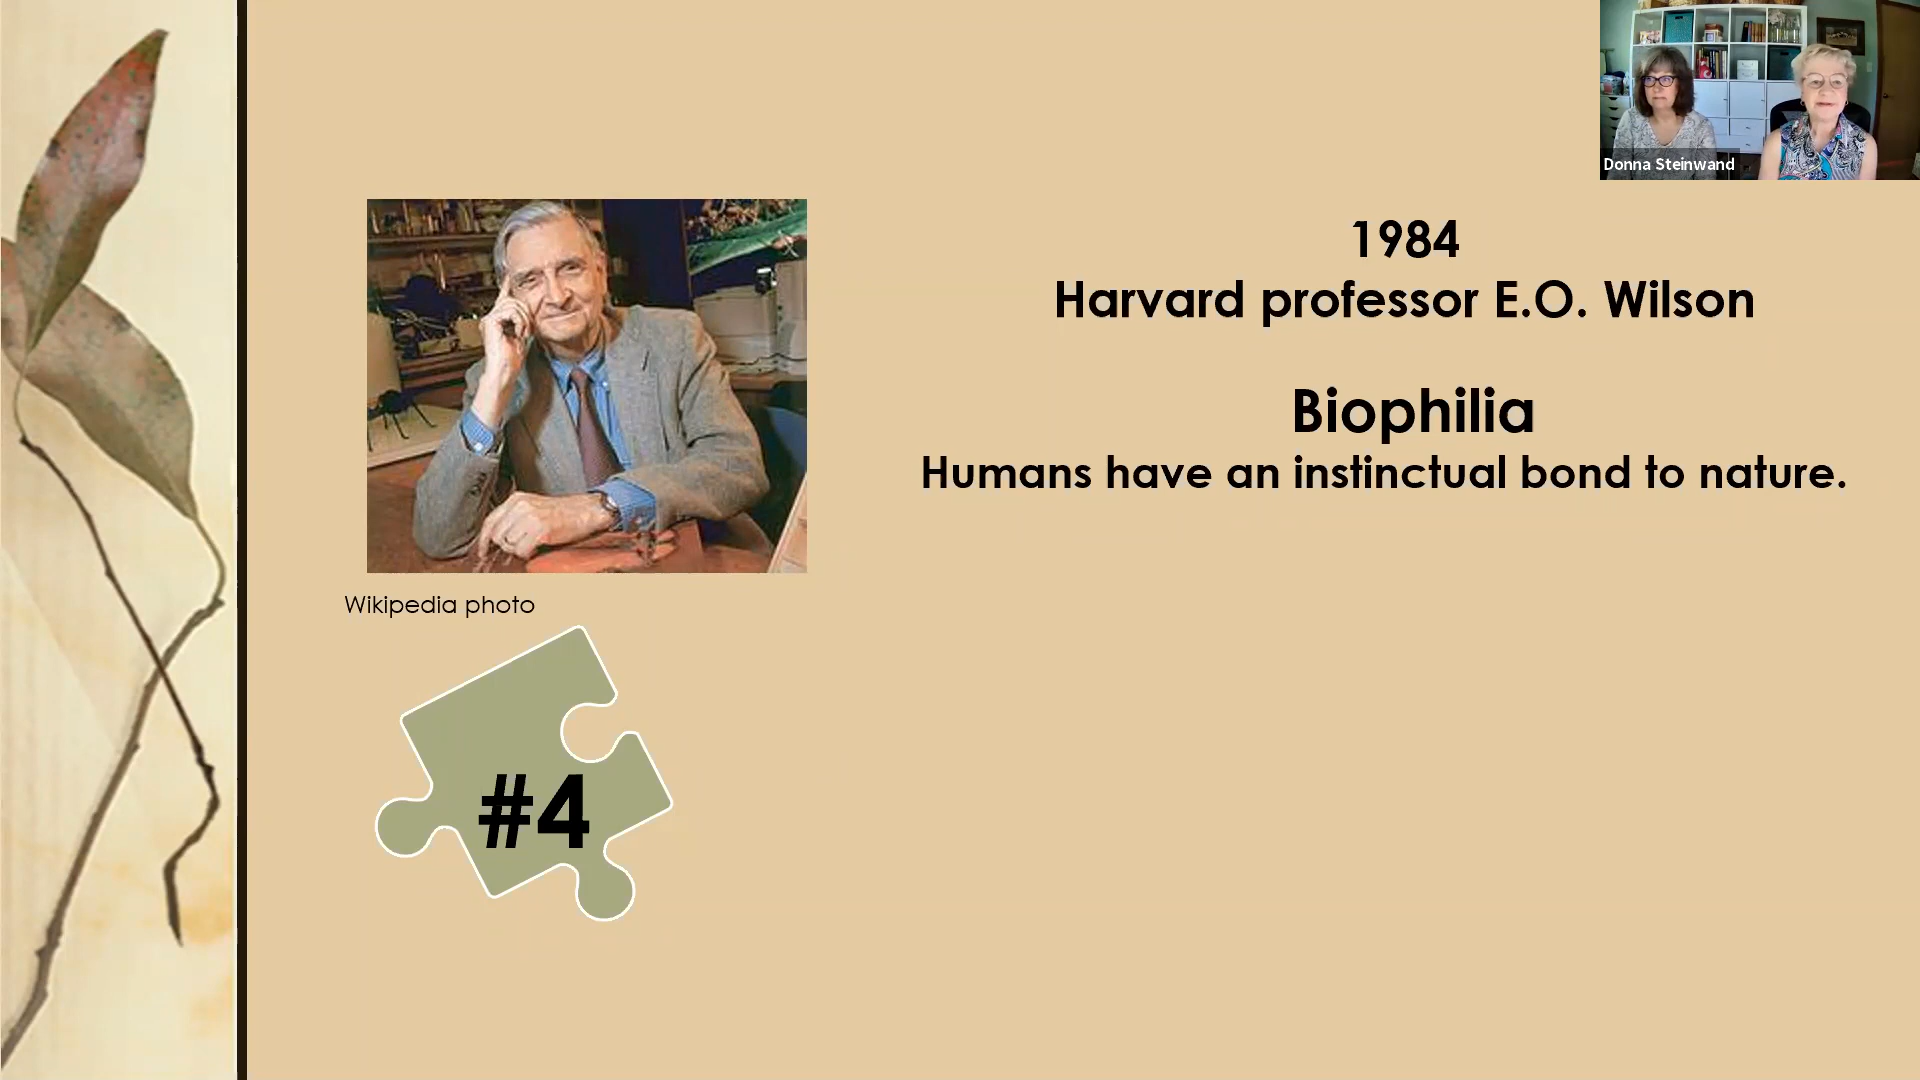 Donna Steinwand
1984
Harvard professor E.O. Wilson
Biophilia
Humans have an instinctual bond to nature.
Wikipedia photo
#4